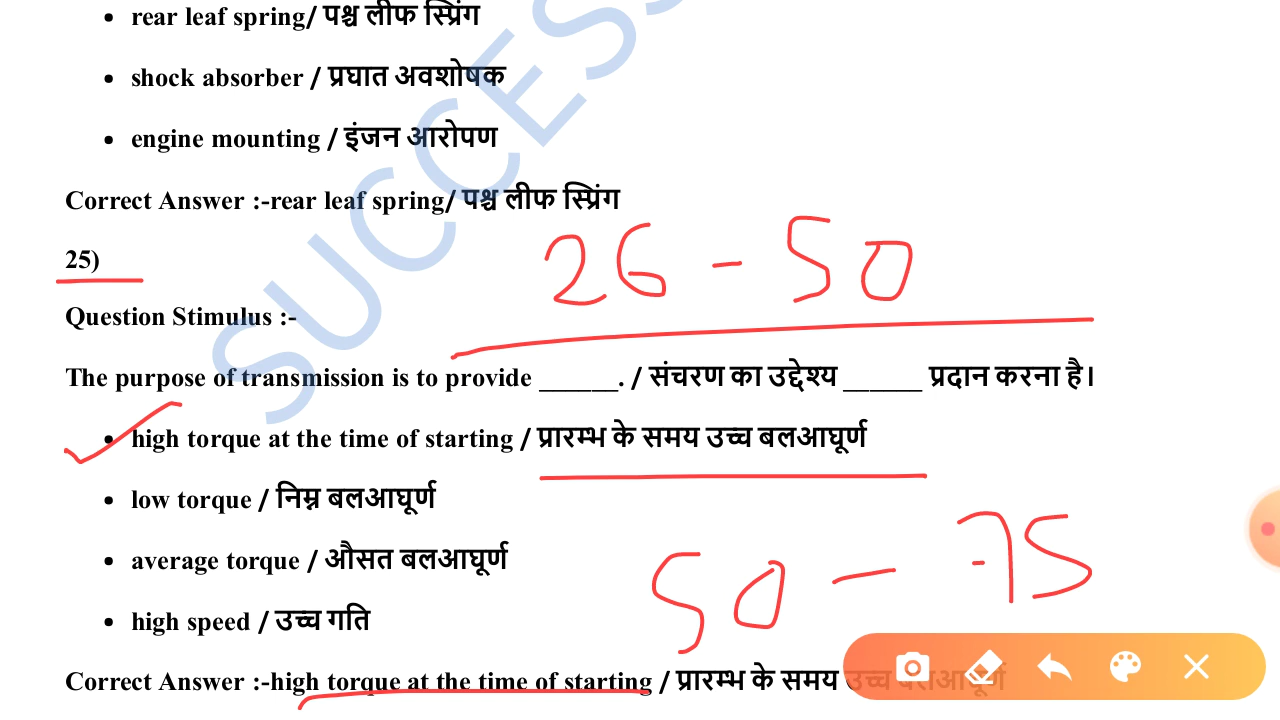 • rear leaf spring/ पश्च लीफ स्प्रिंग
• shock absorber / प्रघात अवशोषक
• engine mounting / इंजन आरोपण
Correct Answer :-rear leaf spring/ पश्च लीफ स्प्रिंग
25)
26 - 50
Question Stimulus :-
The purpose of transmission is to provide ______. / संचरण का उद्देश्य ______ प्रदान करना है।
• high torque at the time of starting / प्रारम्भ के समय उच्च बलआघूर्ण
• low torque / निम्न बलआघूर्ण
• average torque / औसत बलआघूर्ण
50 - 75
• high speed / उच्च गति
Correct Answer :-high torque at the time of starting / प्रारम्भ के समय उच्च बलआघूर्ण
SUCCESS